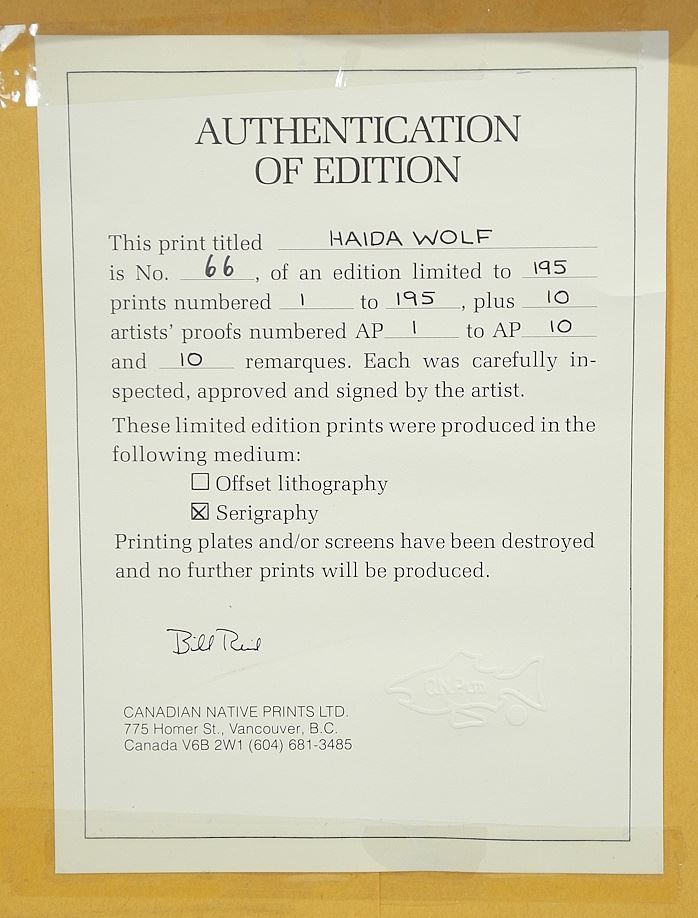 AUTHENTICATION
OF EDITION
This print titled HAIDA WOLF
is No. 66, of an edition limited to 195
prints numbered 1 to 195, plus 10
artists' proofs numbered AP 1 to AP 10
and 10 remarques. Each was carefully in-
spected, approved and signed by the artist.
These limited edition prints were produced in the
following medium:
☐ Offset lithography
☒ Serigraphy
Printing plates and/or screens have been destroyed
and no further prints will be produced.
Bill Reid
CANADIAN NATIVE PRINTS LTD.
775 Homer St., Vancouver, B.C.
Canada V6B 2W1 (604) 681-3485
C.N.P. LTD